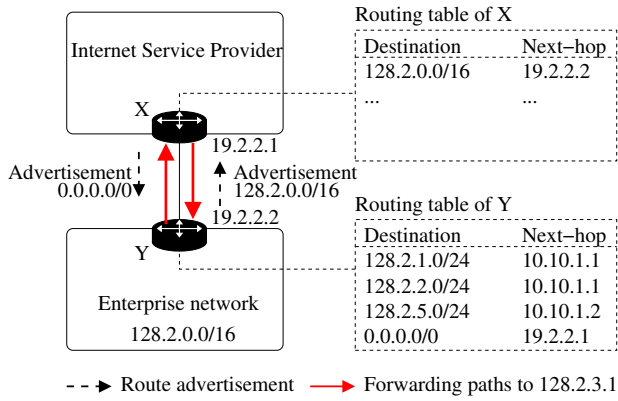 Routing table of X
Internet Service Provider
Destination Next−hop
128.2.0.0/16 19.2.2.2
... ...
X
19.2.2.1
Advertisement
0.0.0.0/0
Advertisement
128.2.0.0/16
19.2.2.2
Y
Routing table of Y
Destination Next−hop
128.2.1.0/24 10.10.1.1
128.2.2.0/24 10.10.1.1
128.2.5.0/24 10.10.1.2
0.0.0.0/0 19.2.2.1
Enterprise network
128.2.0.0/16
Route advertisement Forwarding paths to 128.2.3.1